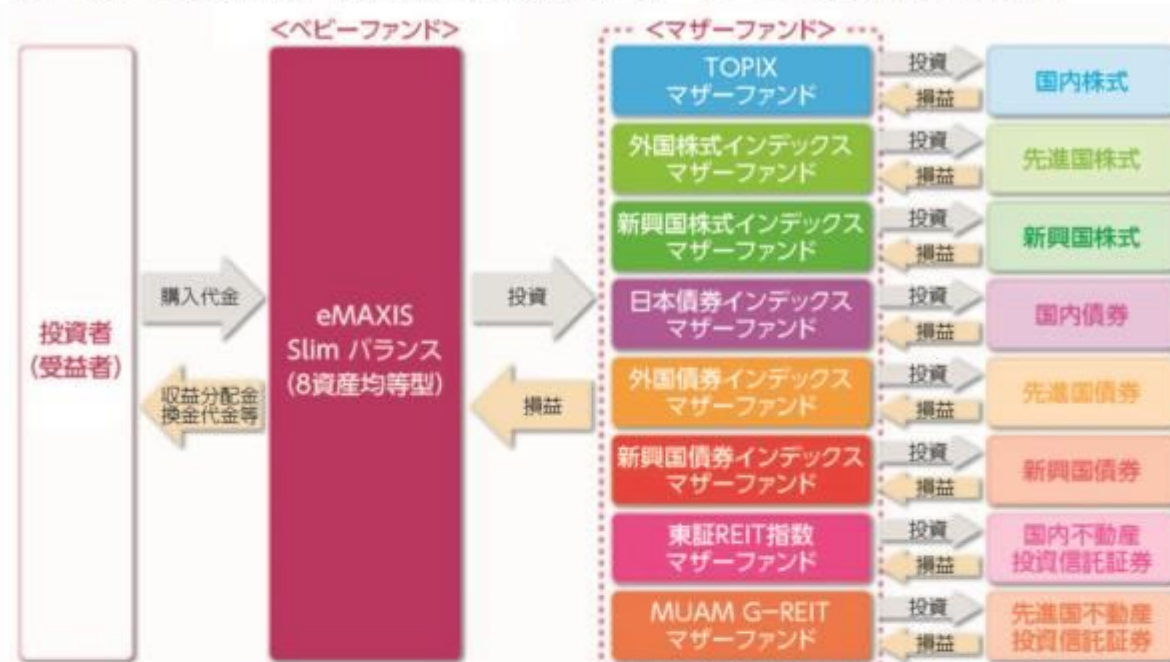 <ベビーファンド>
<マザーファンド>
投資者
(受益者)
購入代金
収益分配金
換金代金等
eMAXIS
Slim バランス
(8資産均等型)
投資
損益
TOPIX
マザーファンド
投資
損益
国内株式
外国株式インデックス
マザーファンド
投資
損益
先進国株式
新興国株式インデックス
マザーファンド
投資
損益
新興国株式
日本債券インデックス
マザーファンド
投資
損益
国内債券
外国債券インデックス
マザーファンド
投資
損益
先進国債券
新興国債券インデックス
マザーファンド
投資
損益
新興国債券
東証REIT指数
マザーファンド
投資
損益
国内不動産
投資信託証券
MUAM G-REIT
マザーファンド
投資
損益
先進国不動産
投資信託証券